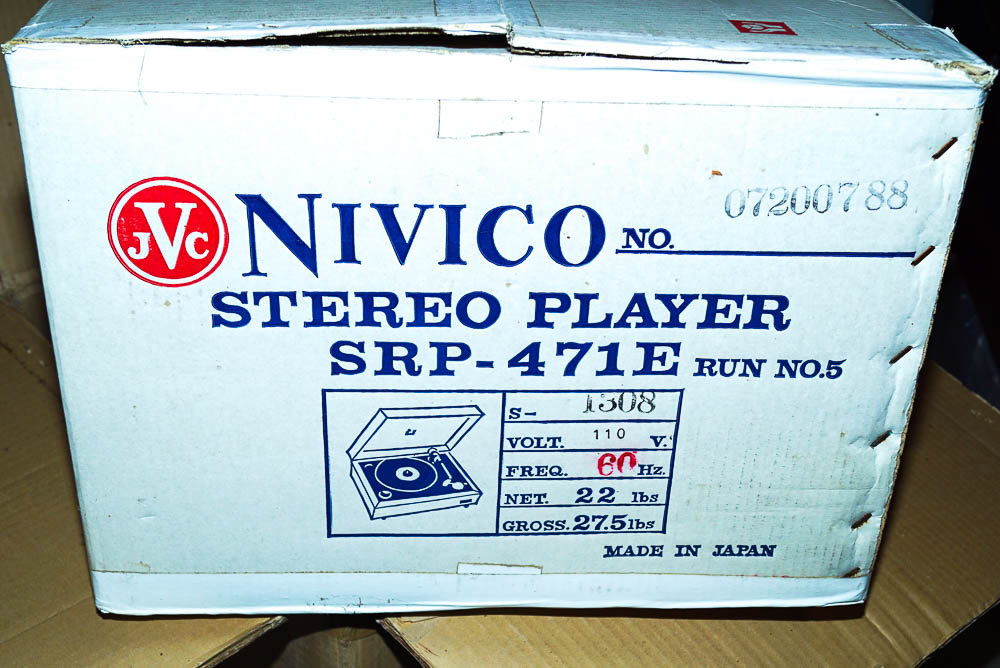 JVC NIVICO NO. 07200788
STEREO PLAYER
SRP-471E RUN NO.5
S- 1308
VOLT. 110 V.
FREQ. 60 Hz.
NET. 22 lbs
GROSS. 27.5 lbs
MADE IN JAPAN